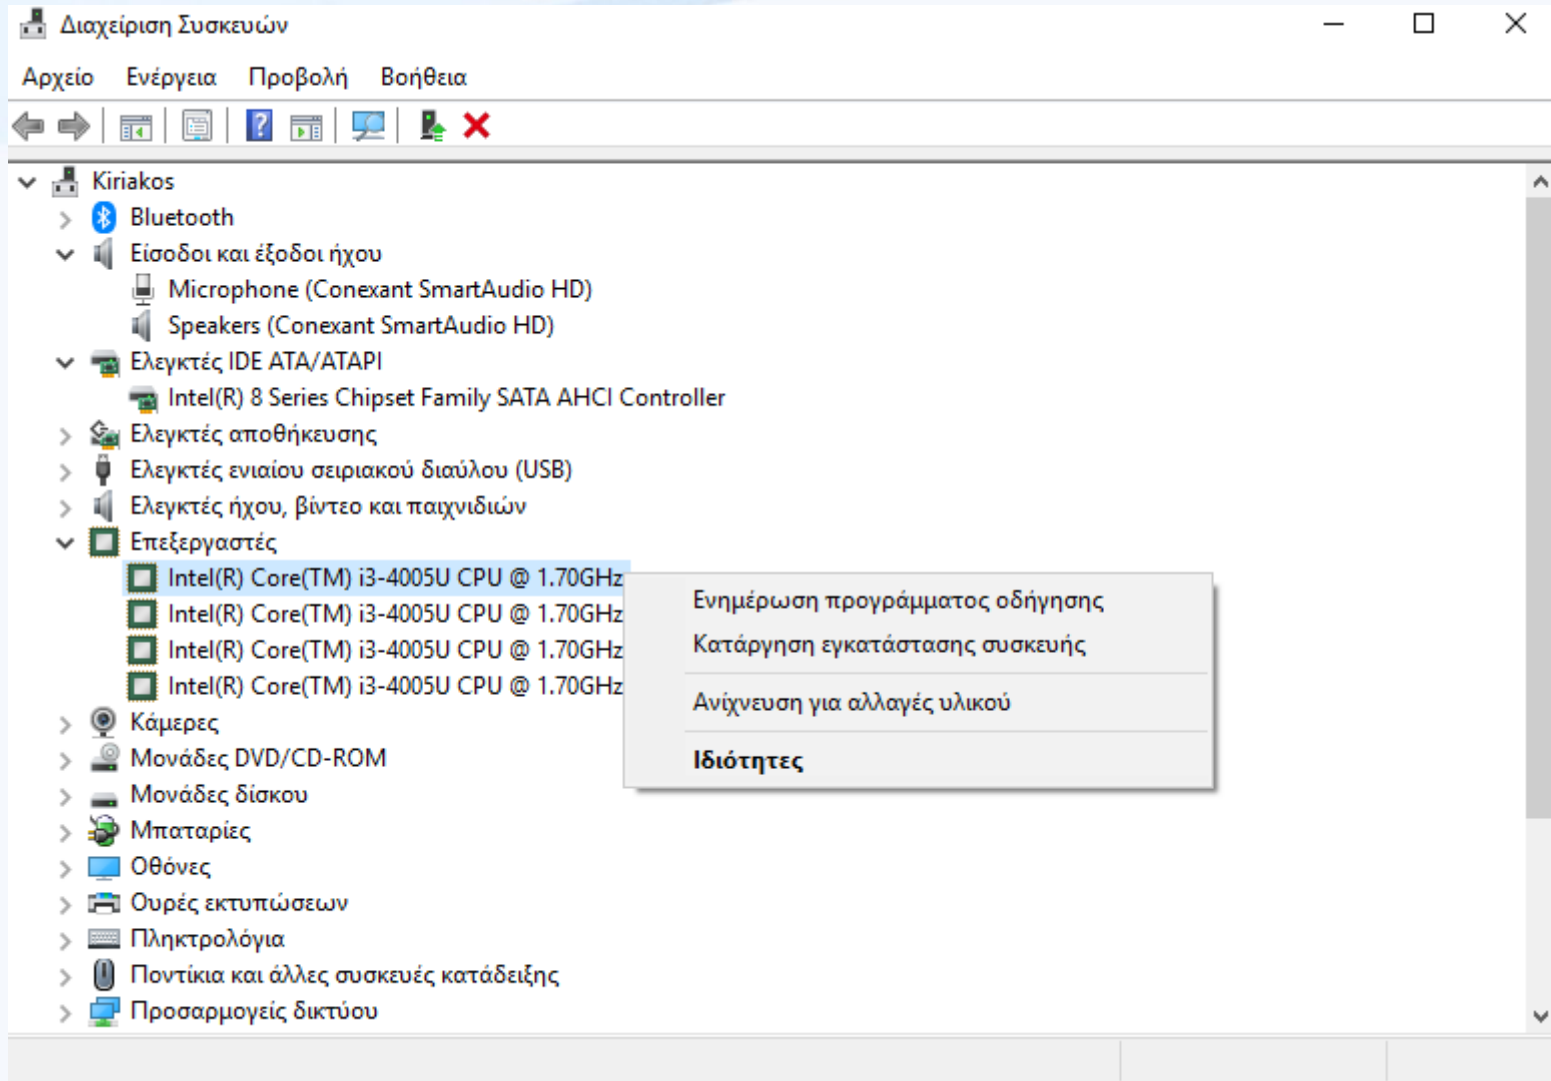 Διαχείριση Συσκευών
Αρχείο Ενέργεια Προβολή Βοήθεια
Kiriakos
Bluetooth
Είσοδοι και έξοδοι ήχου
Microphone (Conexant SmartAudio HD)
Speakers (Conexant SmartAudio HD)
Ελεγκτές IDE ATA/ATAPI
Intel(R) 8 Series Chipset Family SATA AHCI Controller
Ελεγκτές αποθήκευσης
Ελεγκτές ενιαίου σειριακού διαύλου (USB)
Ελεγκτές ήχου, βίντεο και παιχνιδιών
Επεξεργαστές
Intel(R) Core(TM) i3-4005U CPU @ 1.70GHz
Intel(R) Core(TM) i3-4005U CPU @ 1.70GHz
Intel(R) Core(TM) i3-4005U CPU @ 1.70GHz
Intel(R) Core(TM) i3-4005U CPU @ 1.70GHz
Ενημέρωση προγράμματος οδήγησης
Κατάργηση εγκατάστασης συσκευής
Ανίχνευση για αλλαγές υλικού
Ιδιότητες
Κάμερες
Μονάδες DVD/CD-ROM
Μονάδες δίσκου
Μπαταρίες
Οθόνες
Ουρές εκτυπώσεων
Πληκτρολόγια
Ποντίκια και άλλες συσκευές κατάδειξης
Προσαρμογείς δικτύου